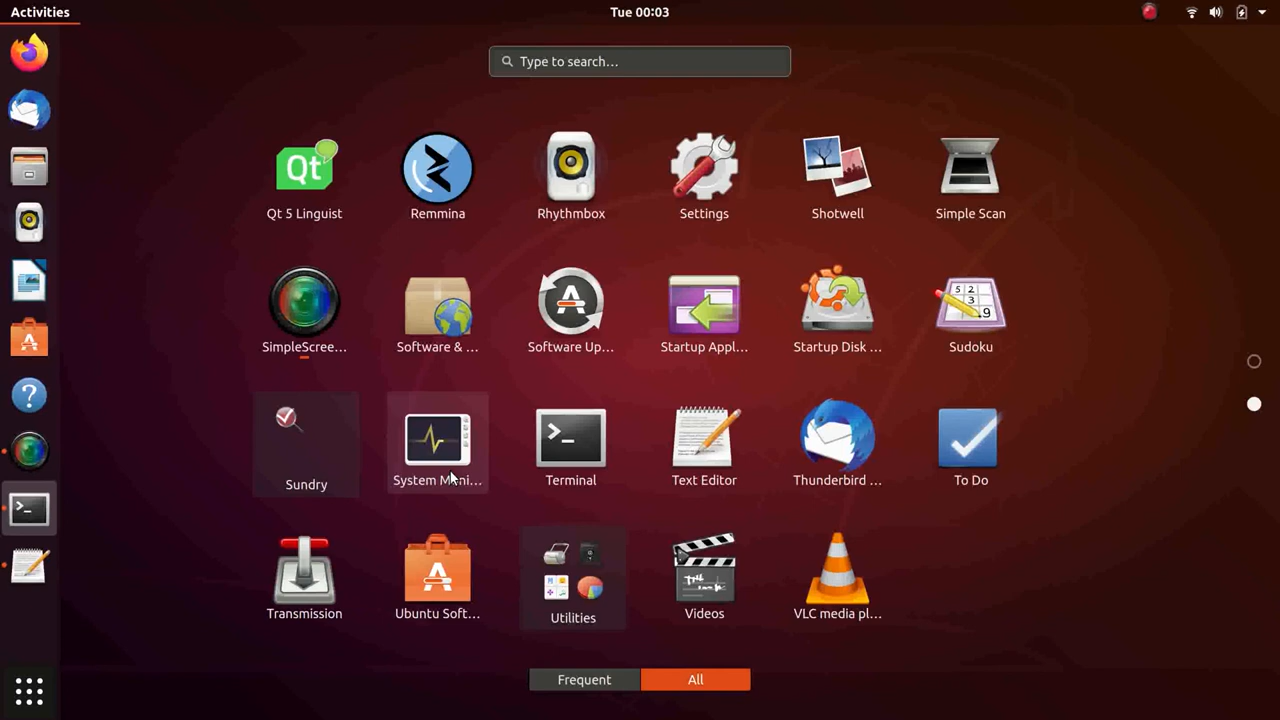 Activities
Tue 00:03
Type to search...
Qt
Qt 5 Linguist
Remmina
Rhythmbox
Settings
Shotwell
Simple Scan
SimpleScree...
Software & ...
Software Up...
Startup Appl...
Startup Disk ...
Sudoku
Sundry
System Moni...
Terminal
Text Editor
Thunderbird ...
To Do
Transmission
Ubuntu Soft...
Utilities
Videos
VLC media pl...
Frequent
All